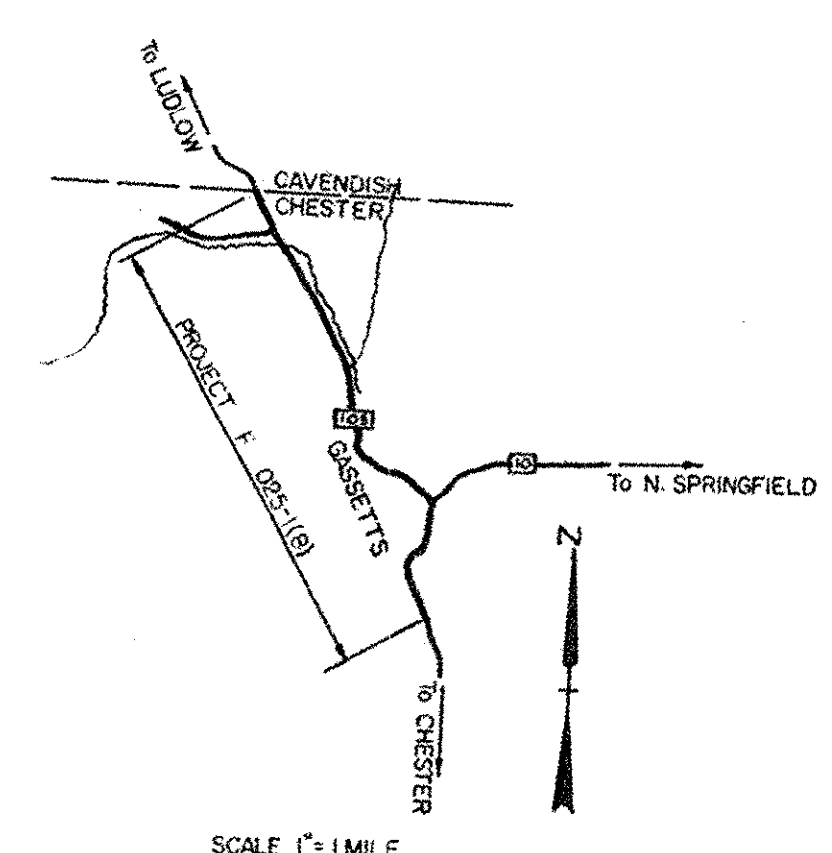 To LUDLOW
CAVENDISH
CHESTER
PROJECT F 025-1(8)
103
GASSETTS
10
To N. SPRINGFIELD
N
To CHESTER
SCALE 1"= 1 MILE